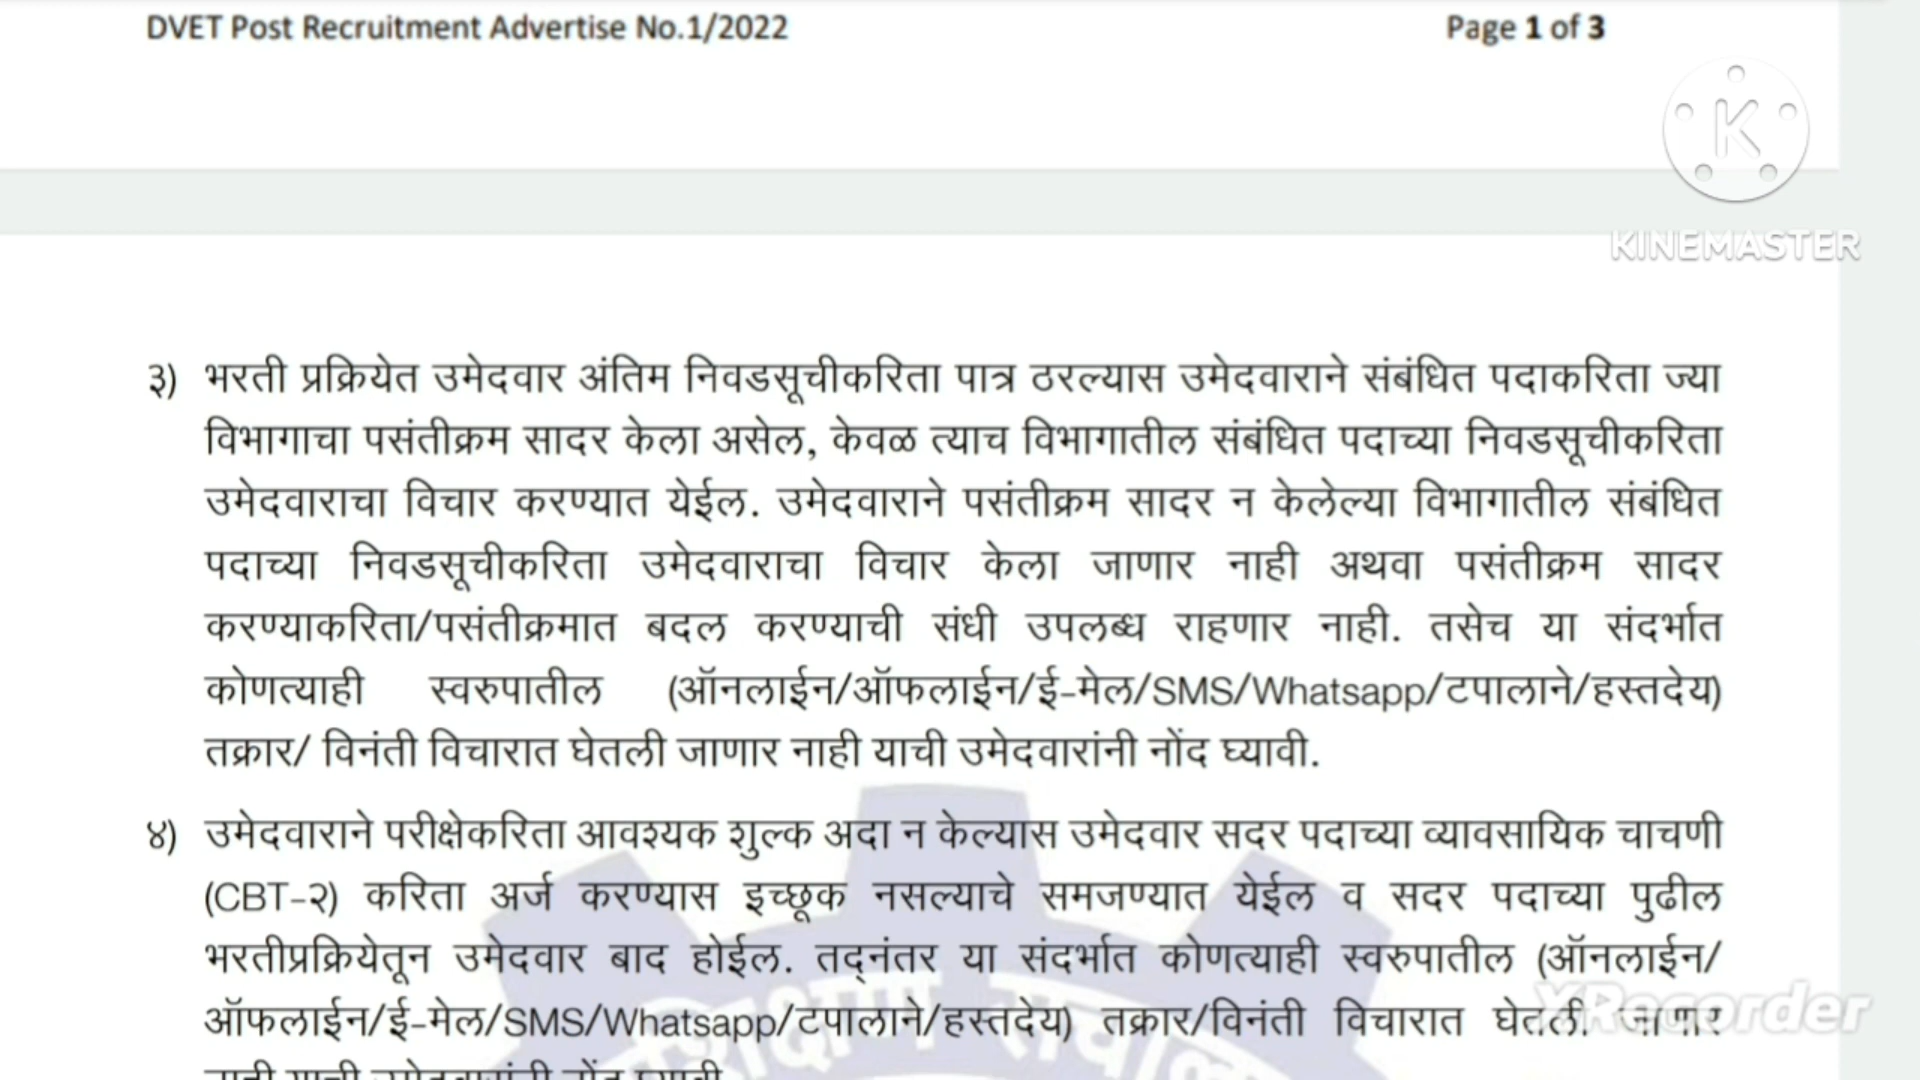 DVET Post Recruitment Advertise No.1/2022
Page 1 of 3
K
KINEMASTER
३) भरती प्रक्रियेत उमेदवार अंतिम निवडसूचीकरिता पात्र ठरल्यास उमेदवाराने संबंधित पदाकरिता ज्या
विभागाचा पसंतीक्रम सादर केला असेल, केवळ त्याच विभागातील संबंधित पदाच्या निवडसूचीकरिता
उमेदवाराचा विचार करण्यात येईल. उमेदवाराने पसंतीक्रम सादर न केलेल्या विभागातील संबंधित
पदाच्या निवडसूचीकरिता उमेदवाराचा विचार केला जाणार नाही अथवा पसंतीक्रम सादर
करण्याकरिता/पसंतीक्रमात बदल करण्याची संधी उपलब्ध राहणार नाही. तसेच या संदर्भात
कोणत्याही स्वरुपातील (ऑनलाईन/ऑफलाईन/ई-मेल/SMS/Whatsapp/टपालाने/हस्तदेय)
तक्रार/ विनंती विचारात घेतली जाणार नाही याची उमेदवारांनी नोंद घ्यावी.
४) उमेदवाराने परीक्षेकरिता आवश्यक शुल्क अदा न केल्यास उमेदवार सदर पदाच्या व्यावसायिक चाचणी
(CBT-२) करिता अर्ज करण्यास इच्छूक नसल्याचे समजण्यात येईल व सदर पदाच्या पुढील
भरतीप्रक्रियेतून उमेदवार बाद होईल. तद्नंतर या संदर्भात कोणत्याही स्वरुपातील (ऑनलाईन/
ऑफलाईन/ई-मेल/SMS/Whatsapp/टपालाने/हस्तदेय) तक्रार/विनंती विचारात घेतली जाणार
XRecorder